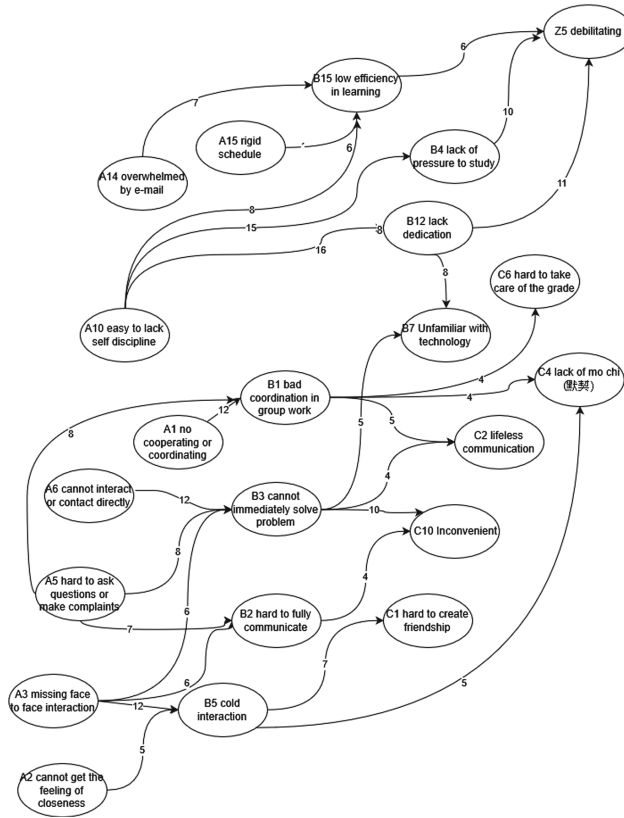 Z5 debilitating
6
B15 low efficiency
in learning
7
10
A15 rigid
schedule
6
B4 lack of
pressure to study
A14 overwhelmed
by e-mail
11
8
15
B12 lack
dedication
8
16
8
C6 hard to take
care of the grade
A10 easy to lack
self discipline
B7 Unfamiliar with
technology
C4 lack of mo chi
(默契)
B1 bad
coordination in
group work
4
4
12
5
5
8
A1 no
cooperating or
coordinating
C2 lifeless
communication
4
A6 cannot interact
or contact directly
12
B3 cannot
immediately solve
problem
10
C10 Inconvenient
8
A5 hard to ask
questions or
make complaints
4
6
7
B2 hard to fully
communicate
C1 hard to create
friendship
7
6
5
A3 missing face
to face interaction
12
B5 cold
interaction
5
A2 cannot get the
feeling of
closeness